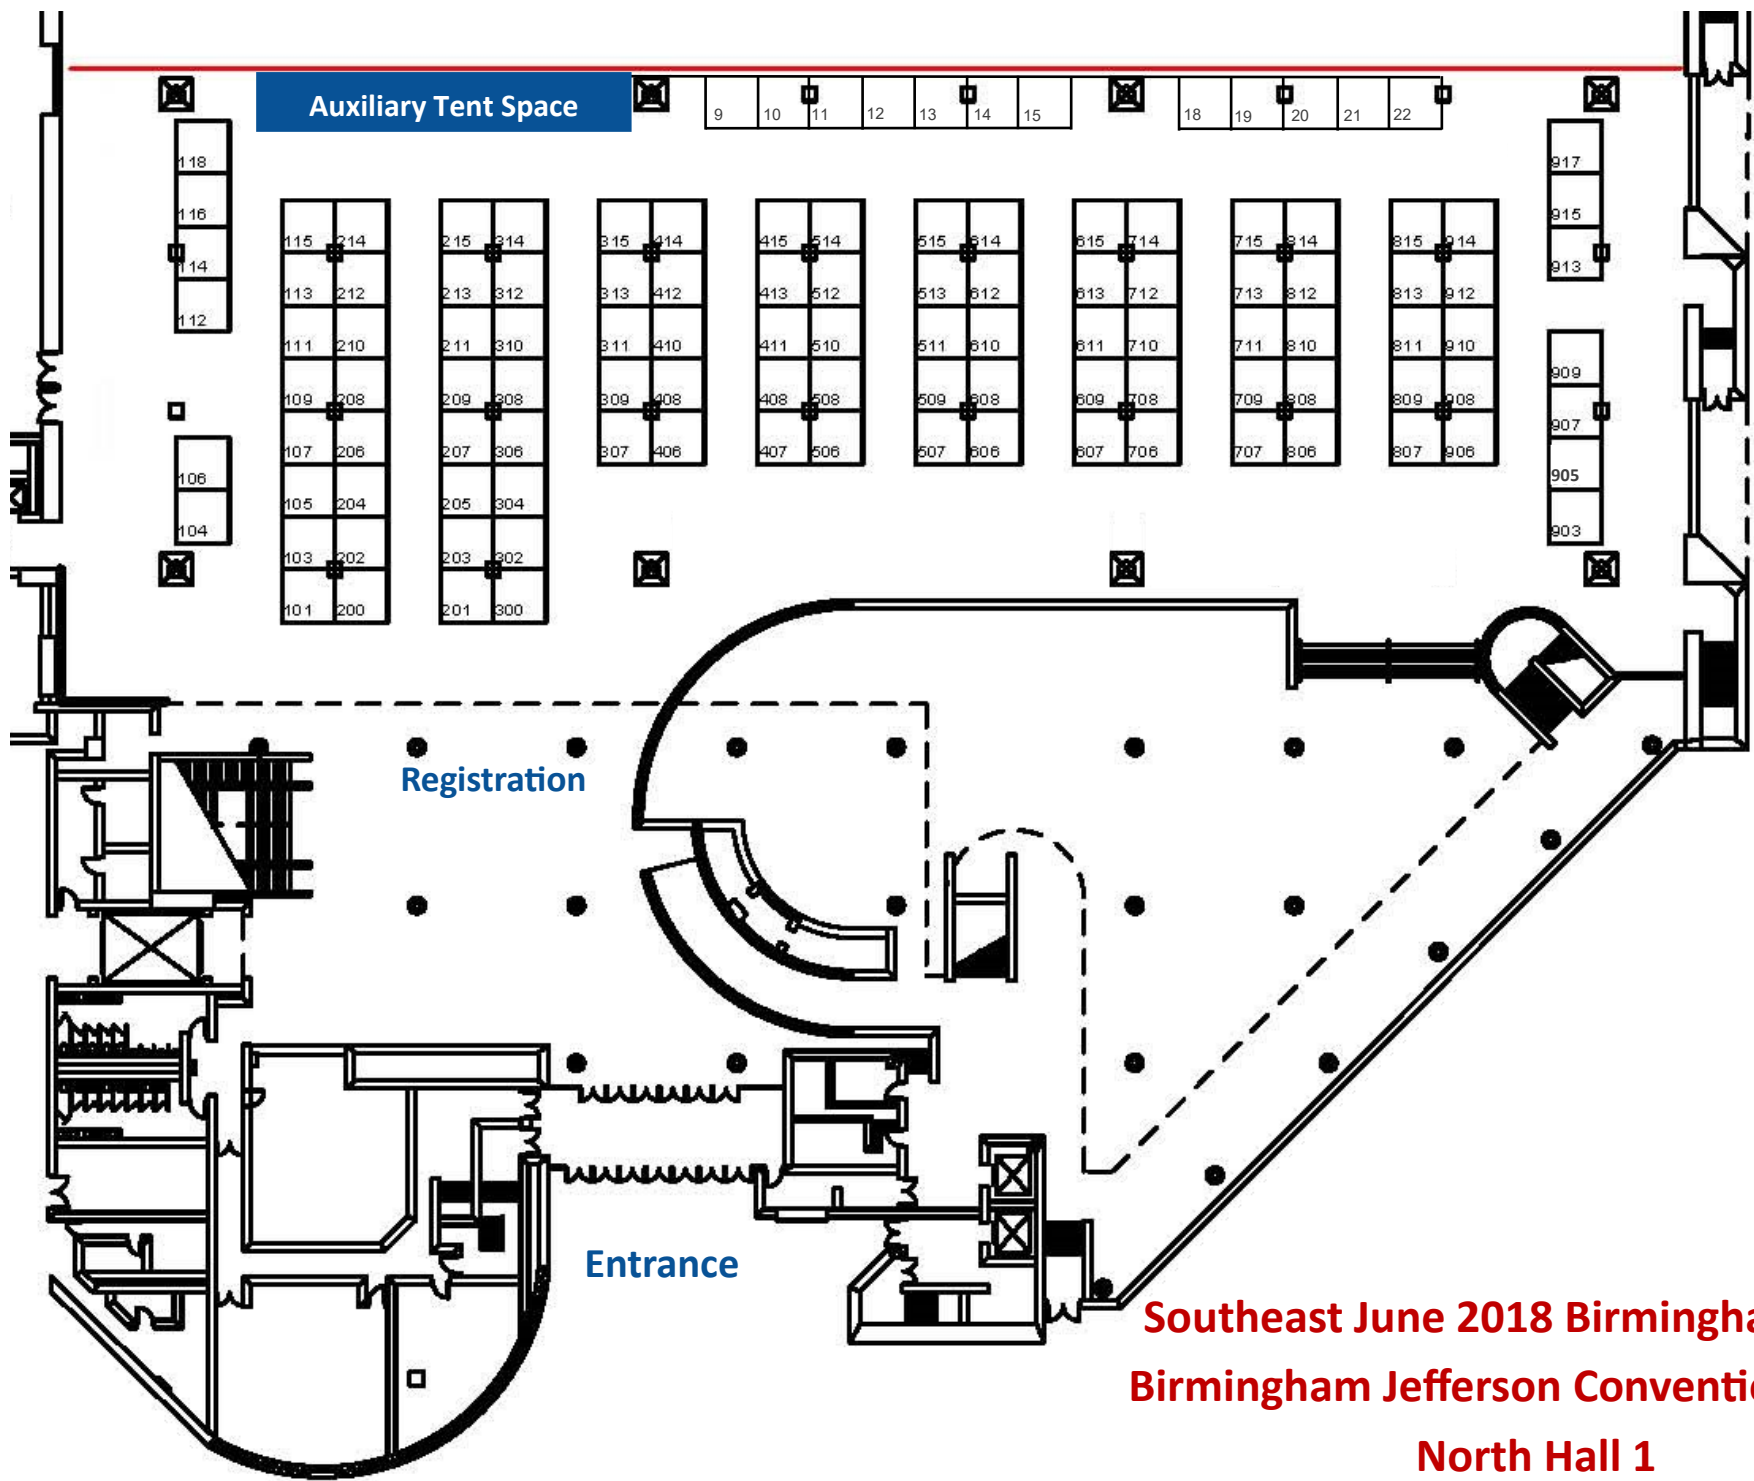 Auxiliary Tent Space
9 10 11 12 13 14 15 18 19 20 21 22
118 917
116 915
115 214 215 314 315 414 415 514 515 614 615 714 715 814 815 914
114 913
113 212 213 312 313 412 413 512 513 612 613 712 713 812 813 912
112
111 210 211 310 311 410 411 510 511 610 611 710 711 810 811 910
909
109 208 209 308 309 408 408 508 509 608 609 708 709 808 809 908
907
107 206 207 306 307 406 407 506 507 606 607 706 707 806 807 906
106 905
105 204 205 304
104 903
103 202 203 302
101 200 201 300
Registration
Entrance
Southeast June 2018 Birmingha
Birmingham Jefferson Conventi
North Hall 1